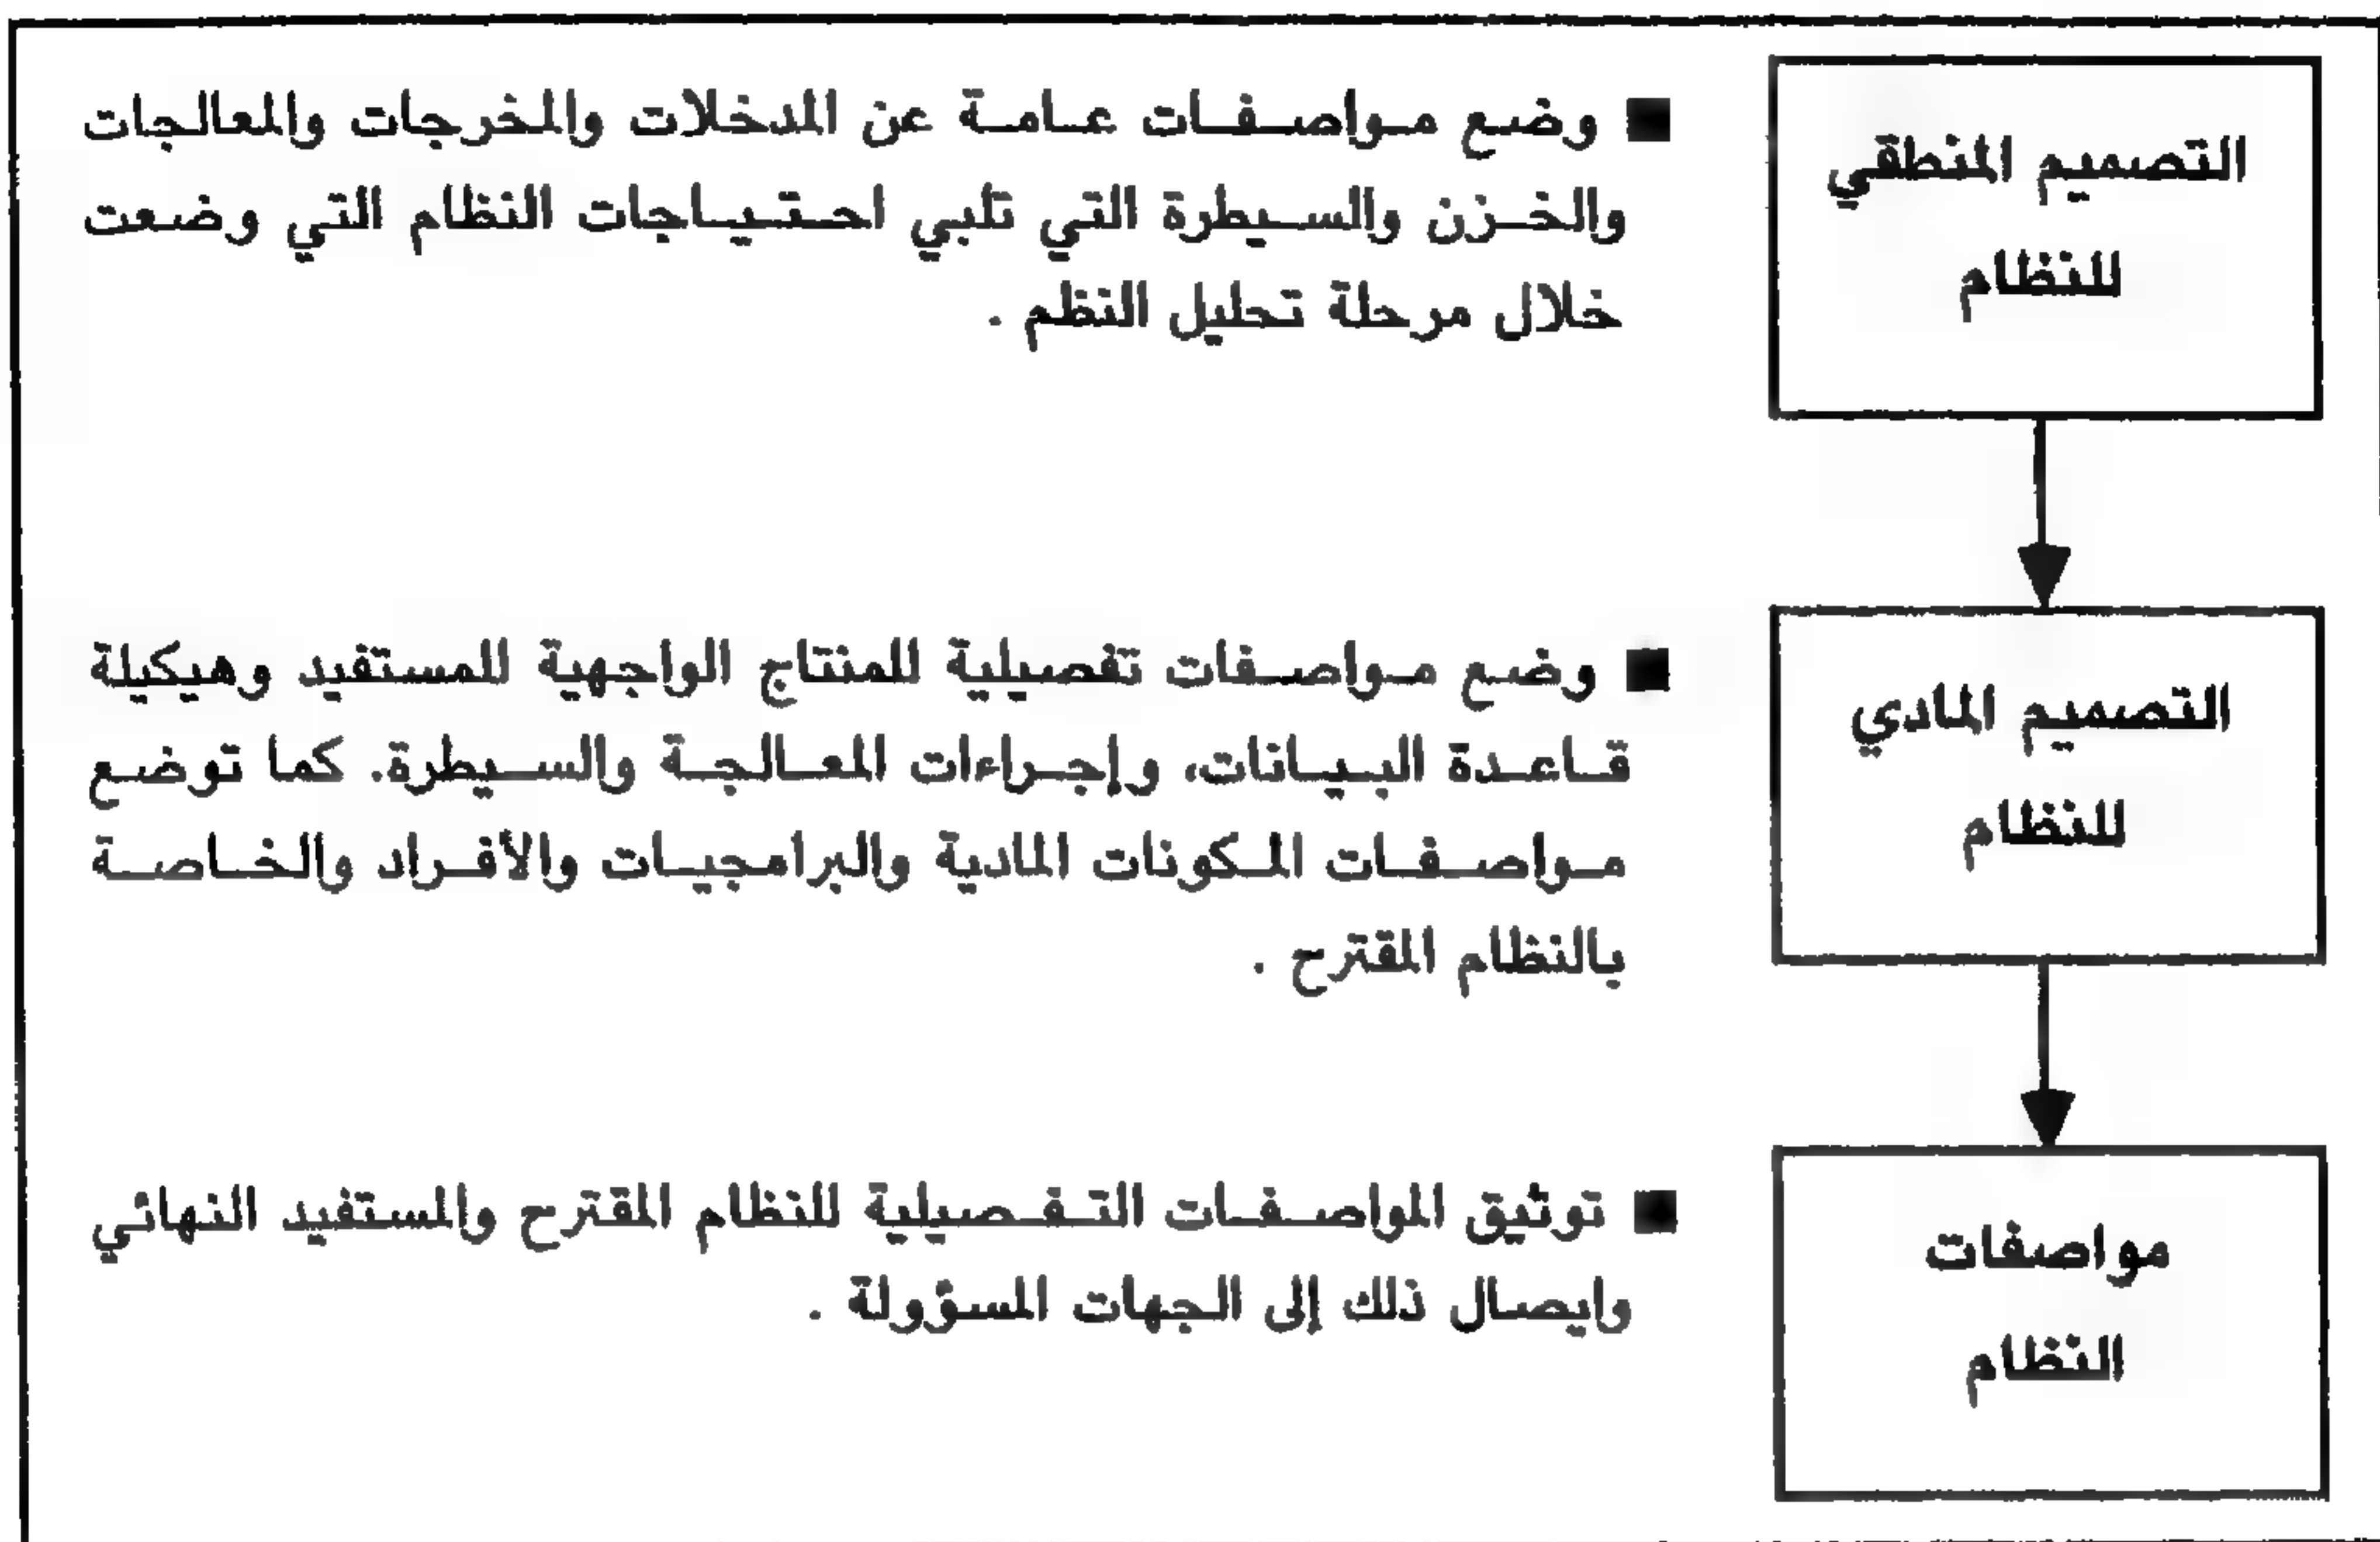 التصميم المنطقي
للنظام
■ وضع مواصفات عامة عن المدخلات والمخرجات والمعالجات
والخزن والسيطرة التي تلبي احتياجات النظام التي وضعت
خلال مرحلة تحليل النظم .
التصميم المادي
للنظام
■ وضع مواصفات تفصيلية للمنتاج الواجهية للمستفيد وهيكيلة
قاعدة البيانات، وإجراءات المعالجة والسيطرة. كما توضع
مواصفات المكونات المادية والبرامجيات والأفراد والخاصة
بالنظام المقترح .
مواصفات
النظام
■ توثيق المواصفات التفصيلية للنظام المقترح والمستفيد النهائي
وايصال ذلك إلى الجهات المسؤولة .